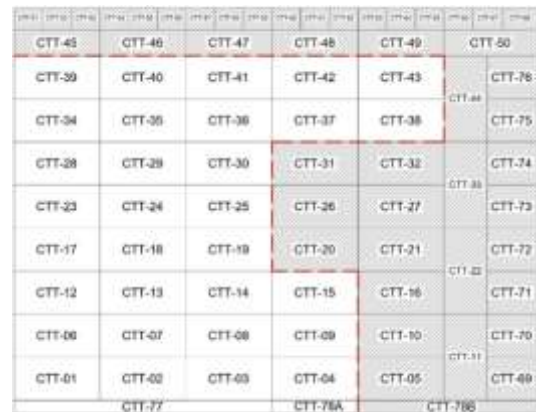 CTT-45 CTT-46 CTT-47 CTT-48 CTT-49 CTT-50
CTT-39 CTT-40 CTT-41 CTT-42 CTT-43 CTT-76
CTT-44
CTT-34 CTT-35 CTT-36 CTT-37 CTT-38 CTT-75
CTT-28 CTT-29 CTT-30 CTT-31 CTT-32 CTT-74
CTT-33
CTT-23 CTT-24 CTT-25 CTT-26 CTT-27 CTT-73
CTT-17 CTT-18 CTT-19 CTT-20 CTT-21 CTT-72
CTT-22
CTT-12 CTT-13 CTT-14 CTT-15 CTT-16 CTT-71
CTT-06 CTT-07 CTT-08 CTT-09 CTT-10 CTT-70
CTT-11
CTT-01 CTT-02 CTT-03 CTT-04 CTT-05 CTT-69
CTT-77 CTT-78A CTT-78B